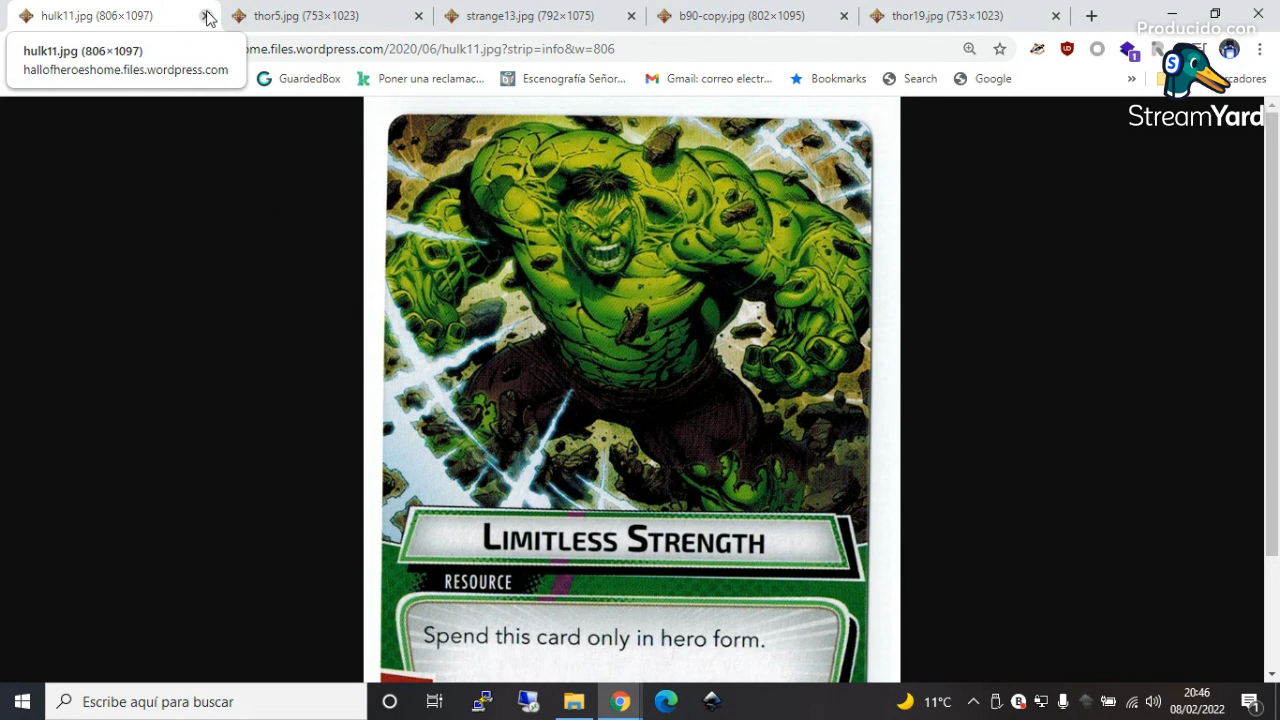 hulk11.jpg (806×1097)
thor5.jpg (753×1023)
strange13.jpg (792×1075)
b90-copy.jpg (802×1095)
thor19.jpg (753×1023)
Producido con
StreamYard
hulk11.jpg (806×1097)
hallofheroeshome.files.wordpress.com
ome.files.wordpress.com/2020/06/hulk11.jpg?strip=info&w=806
GuardedBox
Poner una reclamac...
Escenografía Señor...
Gmail: correo electr...
Bookmarks
Search
Google
»
LIMITLESS STRENGTH
RESOURCE
Spend this card only in hero form.
Escribe aquí para buscar
11°C
20:46
08/02/2022
1